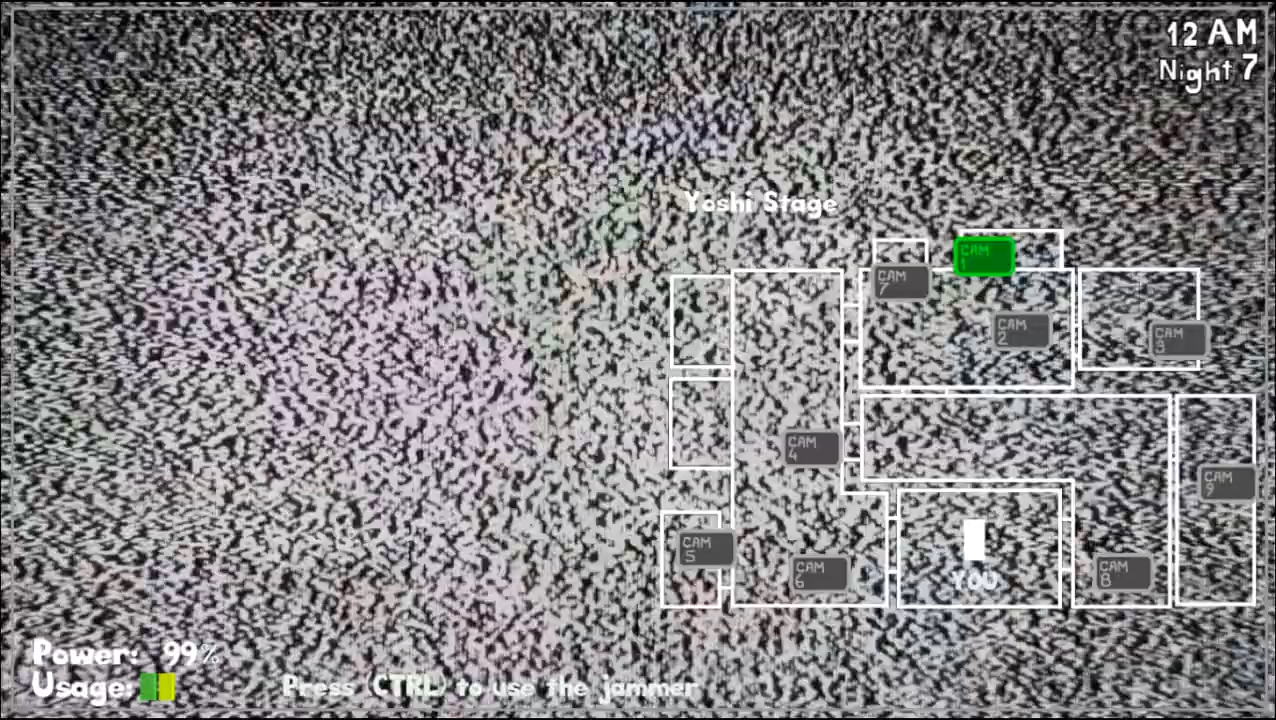 12 AM
Night 7
Yoshi Stage
CAM
1
CAM
7
CAM
2
CAM
3
CAM
4
CAM
9
CAM
5
CAM
6
CAM
8
YOU
Power: 99%
Usage:
Press (CTRL) to use the jammer